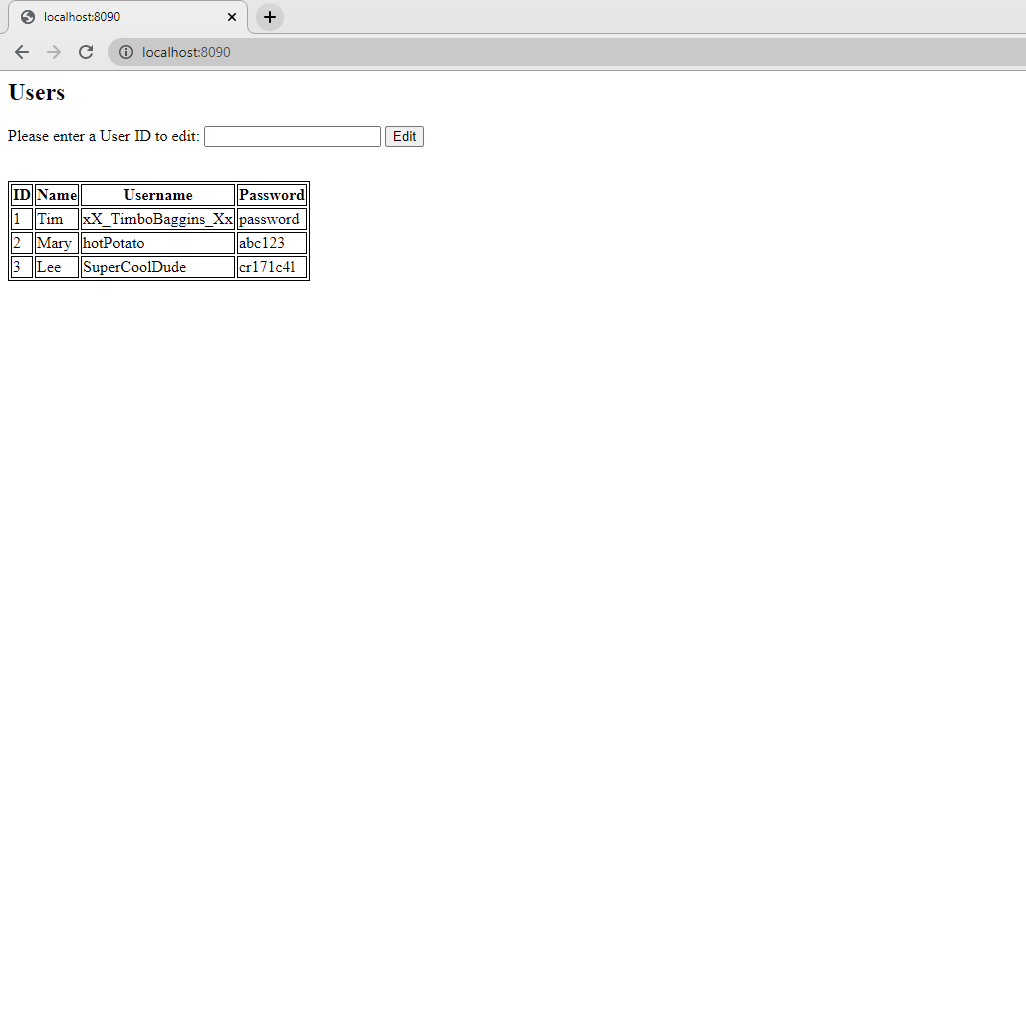 localhost:8090
localhost:8090
Users
Please enter a User ID to edit: Edit
ID Name Username Password
1 Tim xX_TimboBaggins_Xx password
2 Mary hotPotato abc123
3 Lee SuperCoolDude cr171c4l